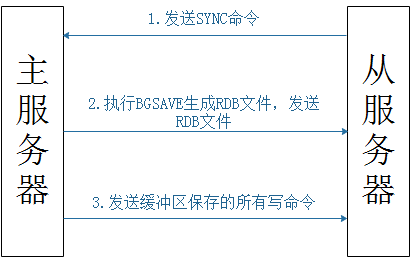 1.发送SYNC命令
主服务器
从服务器
2.执行BGSAVE生成RDB文件，发送
RDB文件
3.发送缓冲区保存的所有写命令